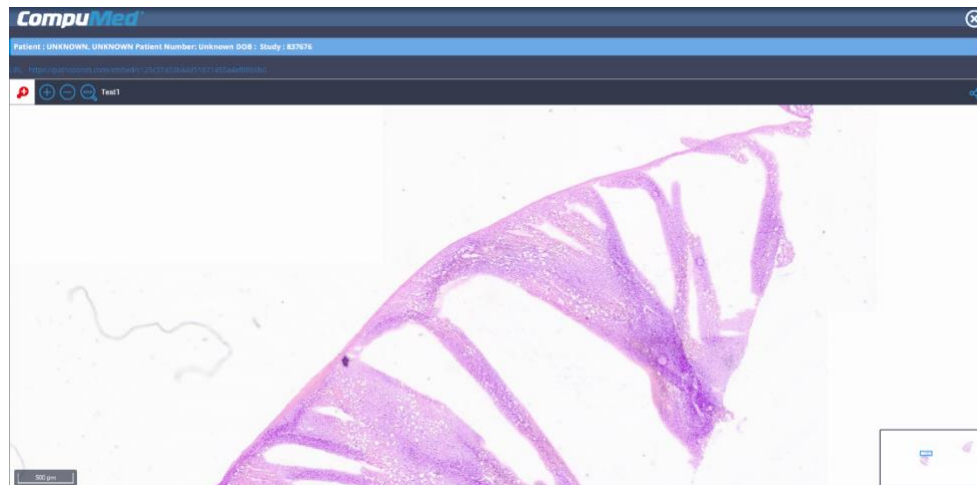 CompuMed
Patient : UNKNOWN, UNKNOWN Patient Number: Unknown DOB : Study : 837676
Test1
500 µm